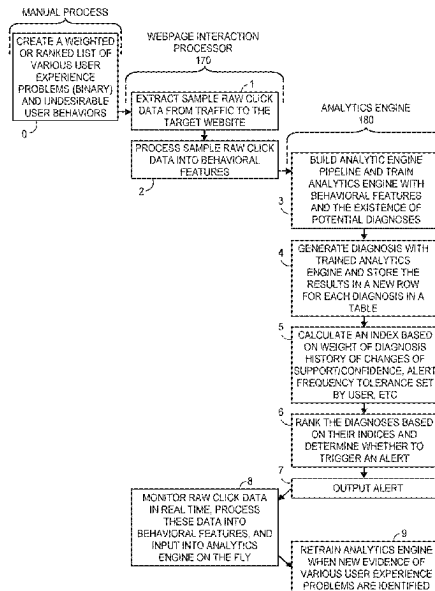 MANUAL PROCESS
CREATE A WEIGHTED
OR RANKED LIST OF
VARIOUS USER
EXPERIENCE
PROBLEMS (BINARY)
AND UNDESIRABLE
USER BEHAVIORS
0
WEBPAGE INTERACTION
PROCESSOR
170
1
EXTRACT SAMPLE RAW CLICK
DATA FROM TRAFFIC TO THE
TARGET WEBSITE
PROCESS SAMPLE RAW CLICK
DATA INTO BEHAVIORAL
FEATURES
2
ANALYTICS ENGINE
180
BUILD ANALYTIC ENGINE
PIPELINE AND TRAIN
ANALYTICS ENGINE WITH
BEHAVIORAL FEATURES
AND THE EXISTENCE OF
POTENTIAL DIAGNOSES
3
4
GENERATE DIAGNOSIS WITH
TRAINED ANALYTICS
ENGINE AND STORE THE
RESULTS IN A NEW ROW
FOR EACH DIAGNOSIS IN A
TABLE
5
CALCULATE AN INDEX BASED
ON WEIGHT OF DIAGNOSIS
HISTORY OF CHANGES OF
SUPPORT/CONFIDENCE, ALERT
FREQUENCY TOLERANCE SET
BY USER, ETC
6
RANK THE DIAGNOSES BASED
ON THEIR INDICES AND
DETERMINE WHETHER TO
TRIGGER AN ALERT
7
OUTPUT ALERT
8
MONITOR RAW CLICK DATA
IN REAL TIME, PROCESS
THESE DATA INTO
BEHAVIORAL FEATURES, AND
INPUT INTO ANALYTICS
ENGINE ON THE FLY
9
RETRAIN ANALYTICS ENGINE
WHEN NEW EVIDENCE OF
VARIOUS USER EXPERIENCE
PROBLEMS ARE IDENTIFIED